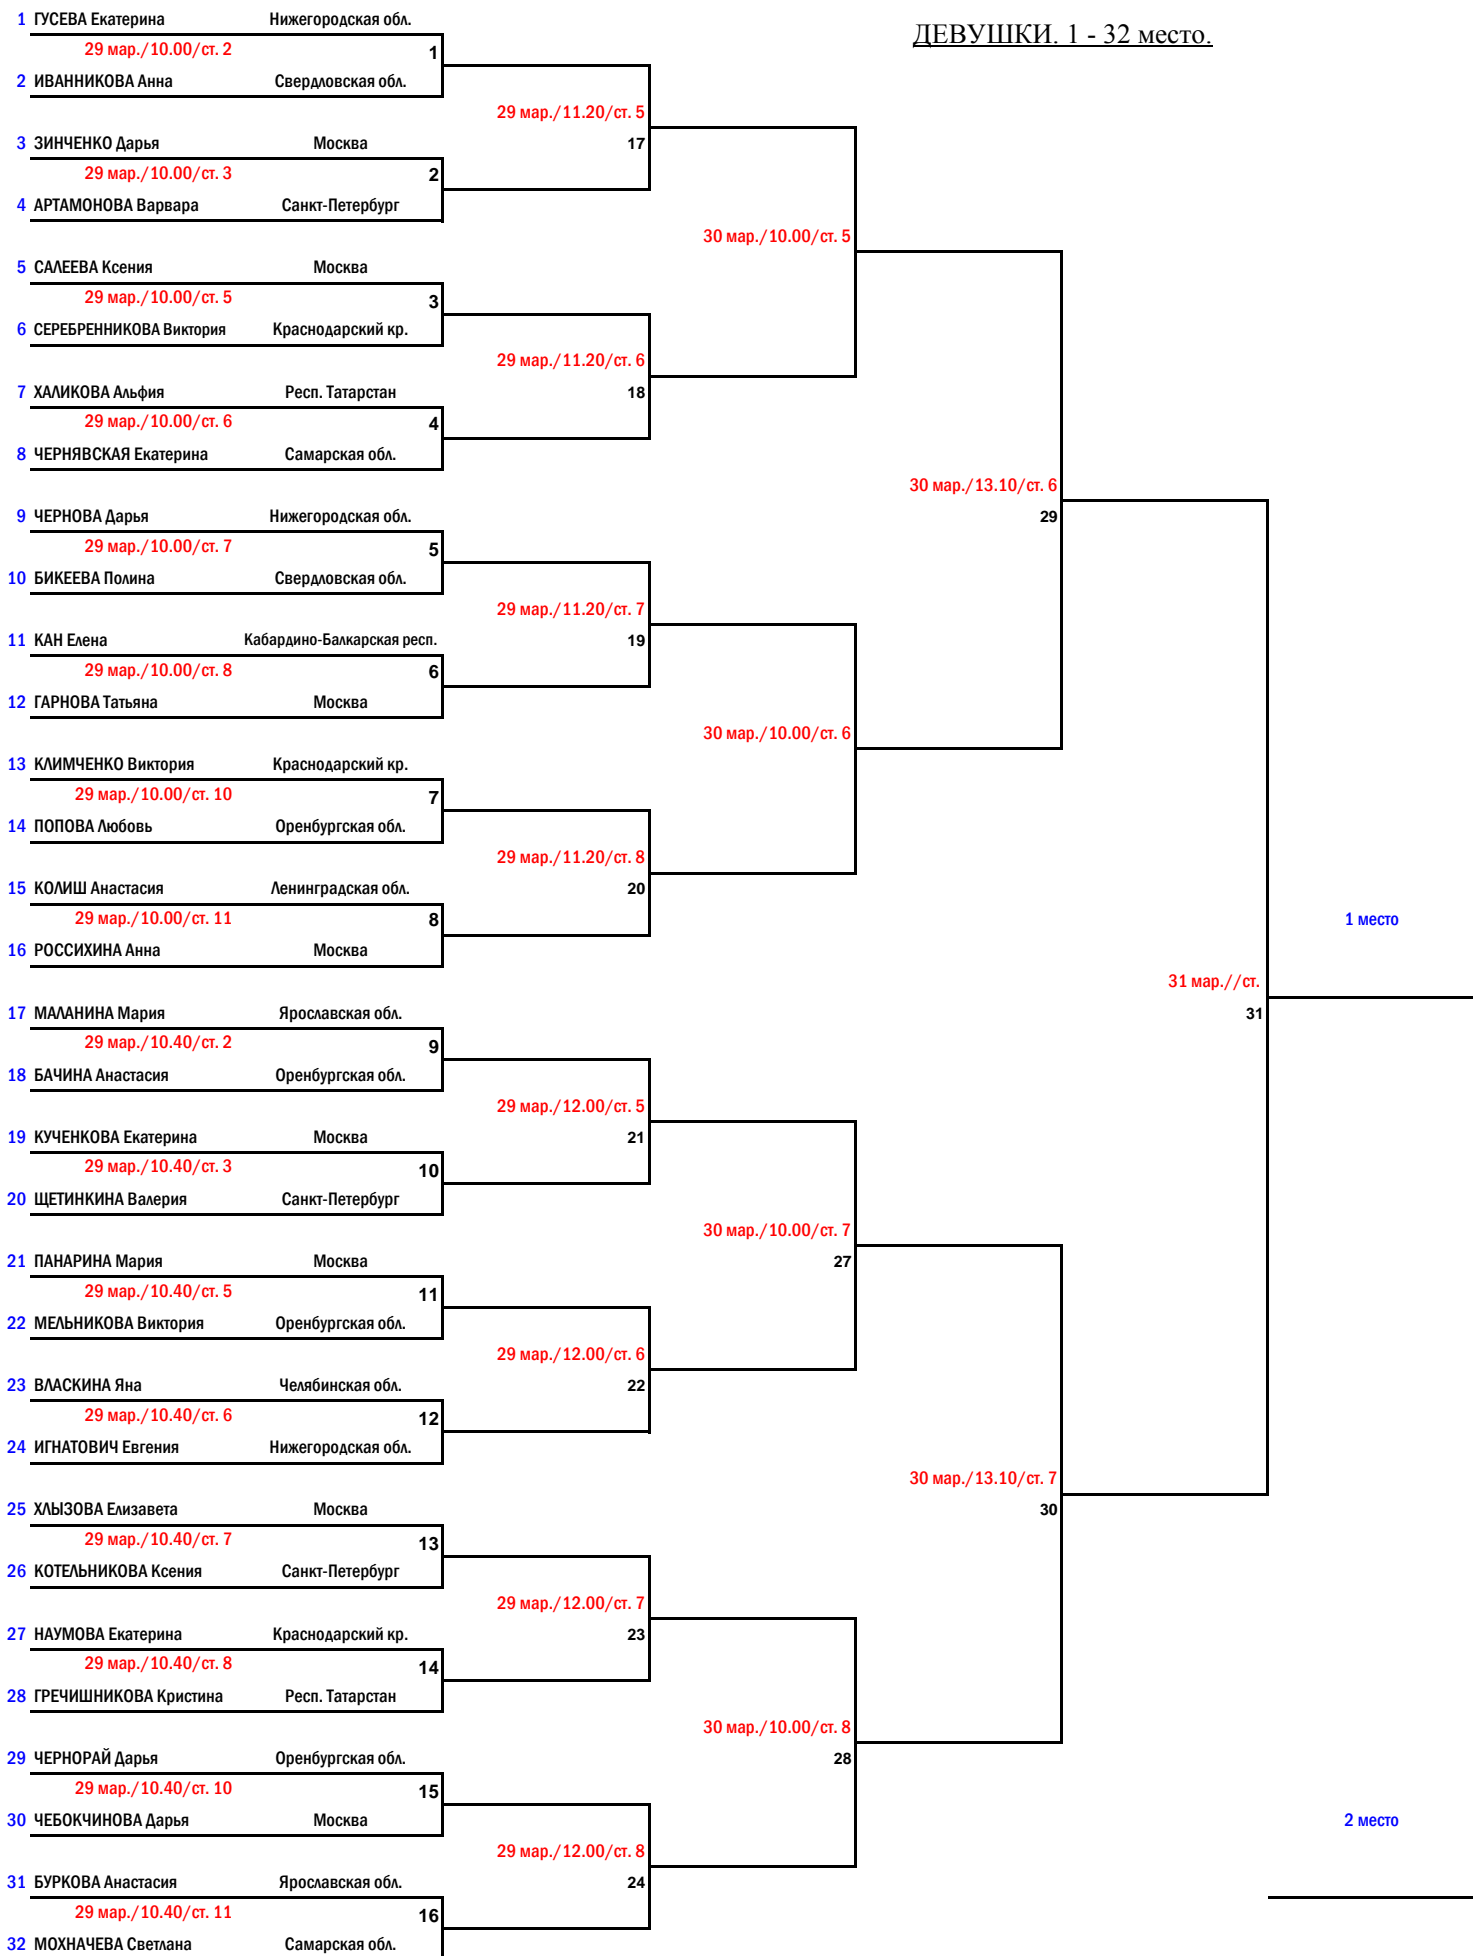 ДЕВУШКИ. 1 - 32 место.
1 ГУСЕВА Екатерина Нижегородская обл.
29 мар./10.00/ст. 2 1
2 ИВАННИКОВА Анна Свердловская обл.
29 мар./11.20/ст. 5
3 ЗИНЧЕНКО Дарья Москва 17
29 мар./10.00/ст. 3 2
4 АРТАМОНОВА Варвара Санкт-Петербург
30 мар./10.00/ст. 5
5 САЛЕЕВА Ксения Москва
29 мар./10.00/ст. 5 3
6 СЕРЕБРЕННИКОВА Виктория Краснодарский кр.
29 мар./11.20/ст. 6
7 ХАЛИКОВА Альфия Респ. Татарстан 18
29 мар./10.00/ст. 6 4
8 ЧЕРНЯВСКАЯ Екатерина Самарская обл.
30 мар./13.10/ст. 6
9 ЧЕРНОВА Дарья Нижегородская обл. 29
29 мар./10.00/ст. 7 5
10 БИКЕЕВА Полина Свердловская обл.
29 мар./11.20/ст. 7
11 КАН Елена Кабардино-Балкарская респ. 19
29 мар./10.00/ст. 8 6
12 ГАРНОВА Татьяна Москва
30 мар./10.00/ст. 6
13 КЛИМЧЕНКО Виктория Краснодарский кр.
29 мар./10.00/ст. 10 7
14 ПОПОВА Любовь Оренбургская обл.
29 мар./11.20/ст. 8
15 КОЛИШ Анастасия Ленинградская обл. 20
29 мар./10.00/ст. 11 8 1 место
16 РОССИХИНА Анна Москва
31 мар.//ст.
17 МАЛАНИНА Мария Ярославская обл. 31
29 мар./10.40/ст. 2 9
18 БАЧИНА Анастасия Оренбургская обл.
29 мар./12.00/ст. 5
19 КУЧЕНКОВА Екатерина Москва 21
29 мар./10.40/ст. 3 10
20 ЩЕТИНКИНА Валерия Санкт-Петербург
30 мар./10.00/ст. 7
21 ПАНАРИНА Мария Москва 27
29 мар./10.40/ст. 5 11
22 МЕЛЬНИКОВА Виктория Оренбургская обл.
29 мар./12.00/ст. 6
23 ВЛАСКИНА Яна Челябинская обл. 22
29 мар./10.40/ст. 6 12
24 ИГНАТОВИЧ Евгения Нижегородская обл.
30 мар./13.10/ст. 7
25 ХЛЫЗОВА Елизавета Москва 30
29 мар./10.40/ст. 7 13
26 КОТЕЛЬНИКОВА Ксения Санкт-Петербург
29 мар./12.00/ст. 7
27 НАУМОВА Екатерина Краснодарский кр. 23
29 мар./10.40/ст. 8 14
28 ГРЕЧИШНИКОВА Кристина Респ. Татарстан
30 мар./10.00/ст. 8
29 ЧЕРНОРАЙ Дарья Оренбургская обл. 28
29 мар./10.40/ст. 10 15
30 ЧЕБОКЧИНОВА Дарья Москва 2 место
29 мар./12.00/ст. 8
31 БУРКОВА Анастасия Ярославская обл. 24
29 мар./10.40/ст. 11 16
32 МОХНАЧЕВА Светлана Самарская обл.